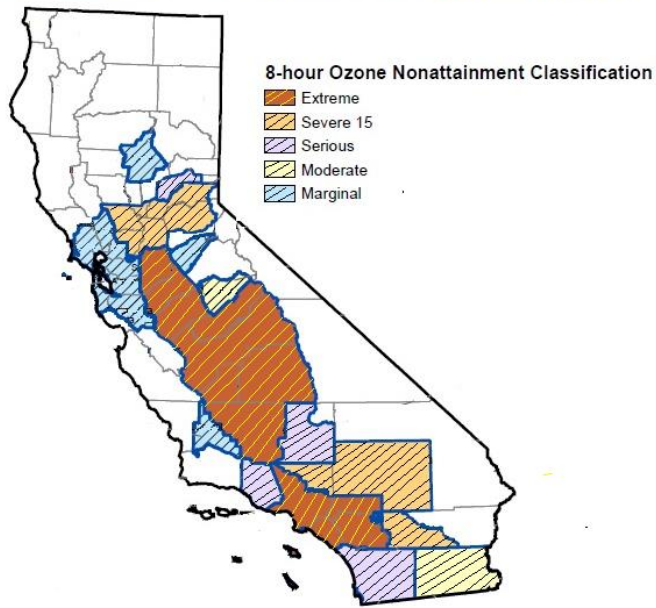 8-hour Ozone Nonattainment Classification
Extreme
Severe 15
Serious
Moderate
Marginal